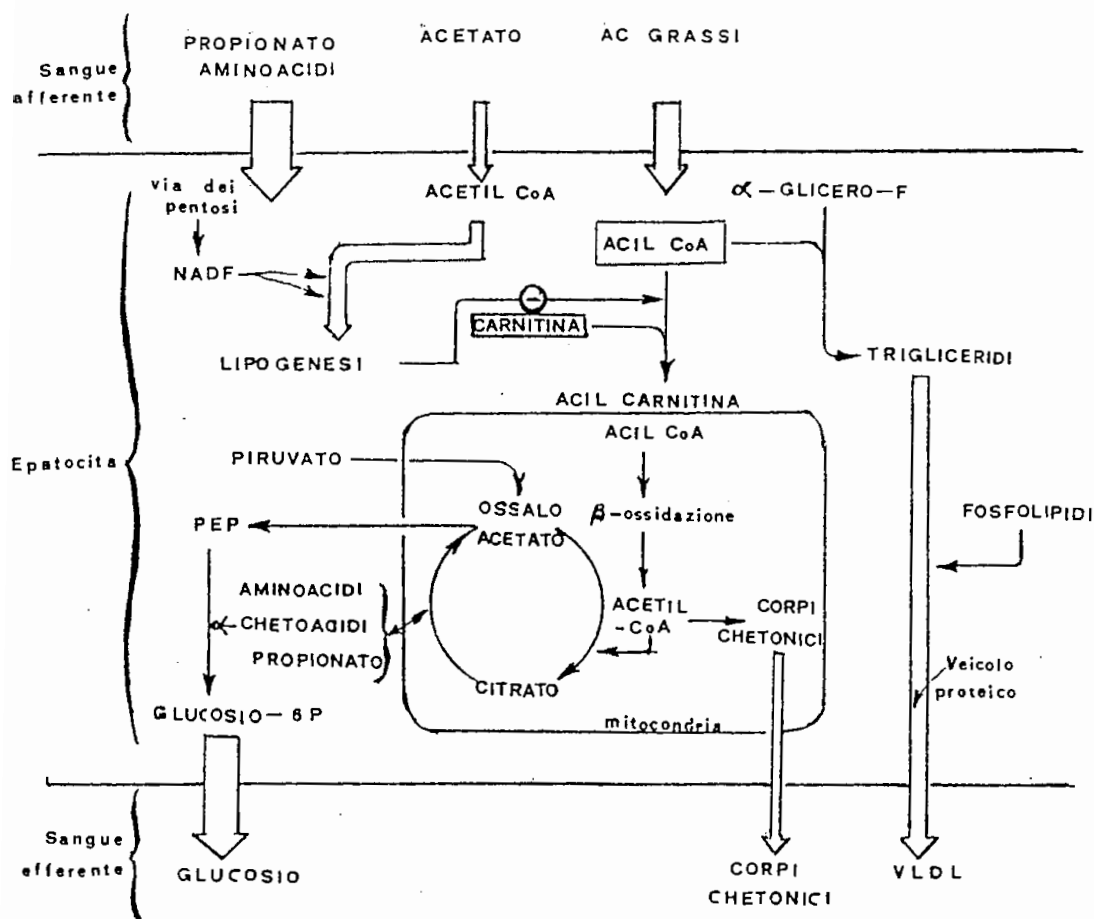 PROPIONATO
AMINOACIDI
ACETATO
AC GRASSI
Sangue
afferente
via dei
pentosi
ACETIL CoA
α-GLICERO-F
NADF
ACIL CoA
CARNITINA
LIPOGENESI
TRIGLICERIDI
ACIL CARNITINA
ACIL CoA
Epatocita
PIRUVATO
OSSALO
ACETATO
β-ossidazione
PEP
FOSFOLIPIDI
AMINOACIDI
α-CHETOACIDI
PROPIONATO
ACETIL
-CoA
CORPI
CHETONICI
CITRATO
Veicolo
proteico
GLUCOSIO-6P
mitocondria
Sangue
efferente
GLUCOSIO
CORPI
CHETONICI
VLDL